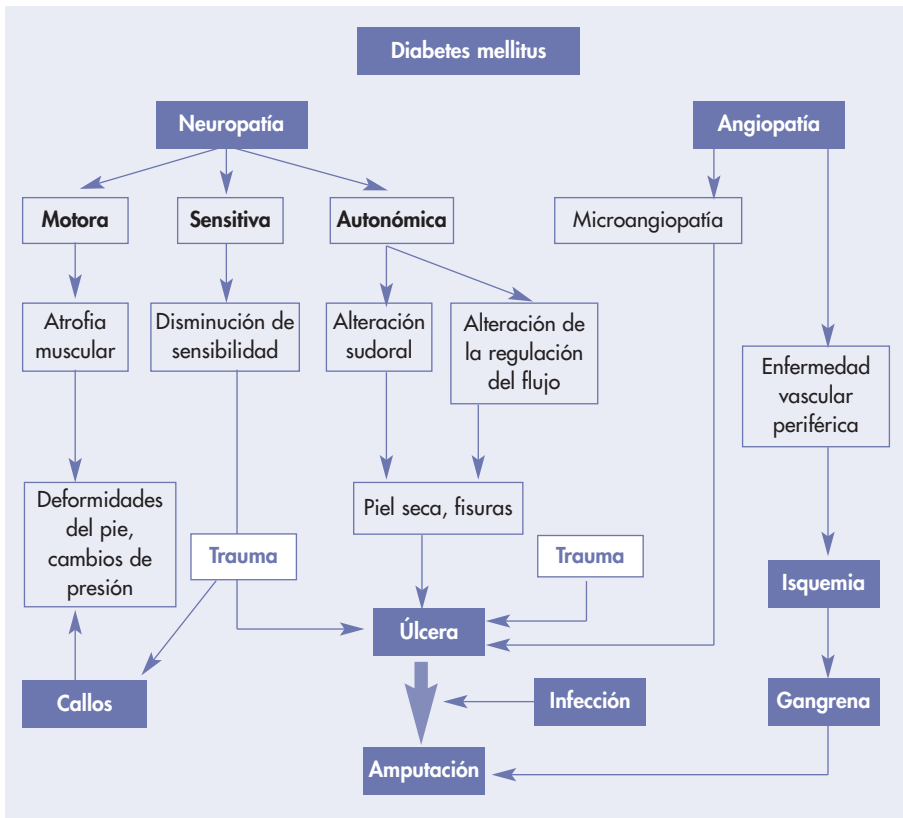 Diabetes mellitus
Neuropatía
Angiopatía
Motora
Sensitiva
Autonómica
Microangiopatía
Atrofia
muscular
Disminución de
sensibilidad
Alteración
sudoral
Alteración de
la regulación
del flujo
Enfermedad
vascular
periférica
Deformidades
del pie,
cambios de
presión
Piel seca, fisuras
Trauma
Trauma
Isquemia
Úlcera
Callos
Infección
Gangrena
Amputación